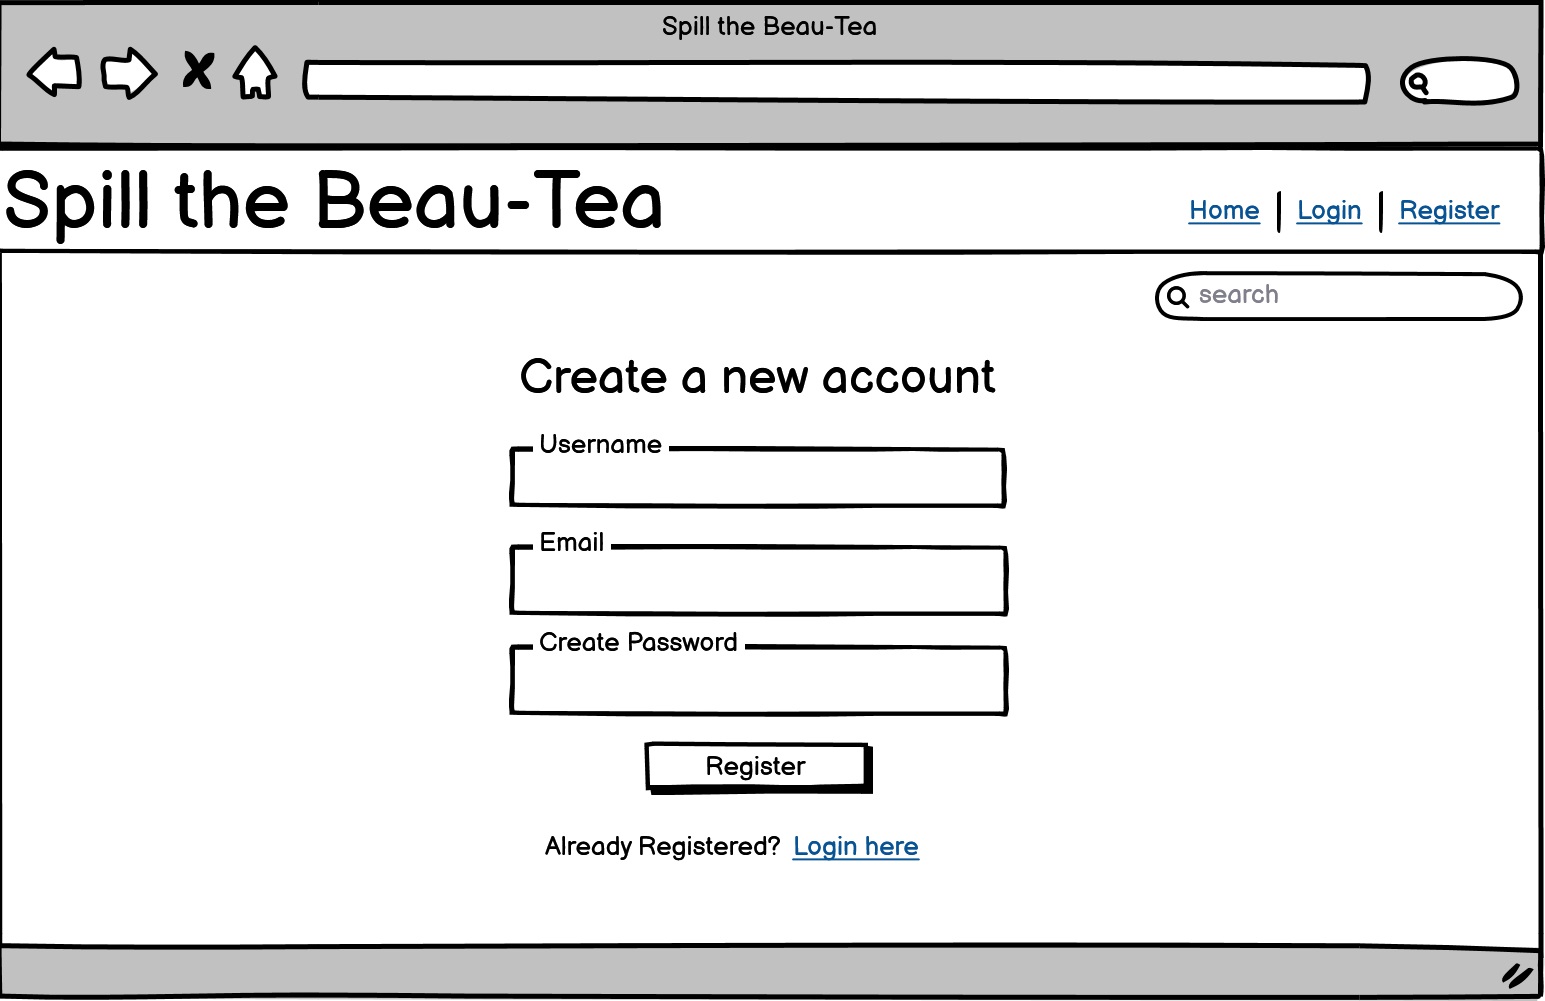 Spill the Beau-Tea
Spill the Beau-Tea
Home | Login | Register
search
Create a new account
Username
Email
Create Password
Register
Already Registered? Login here